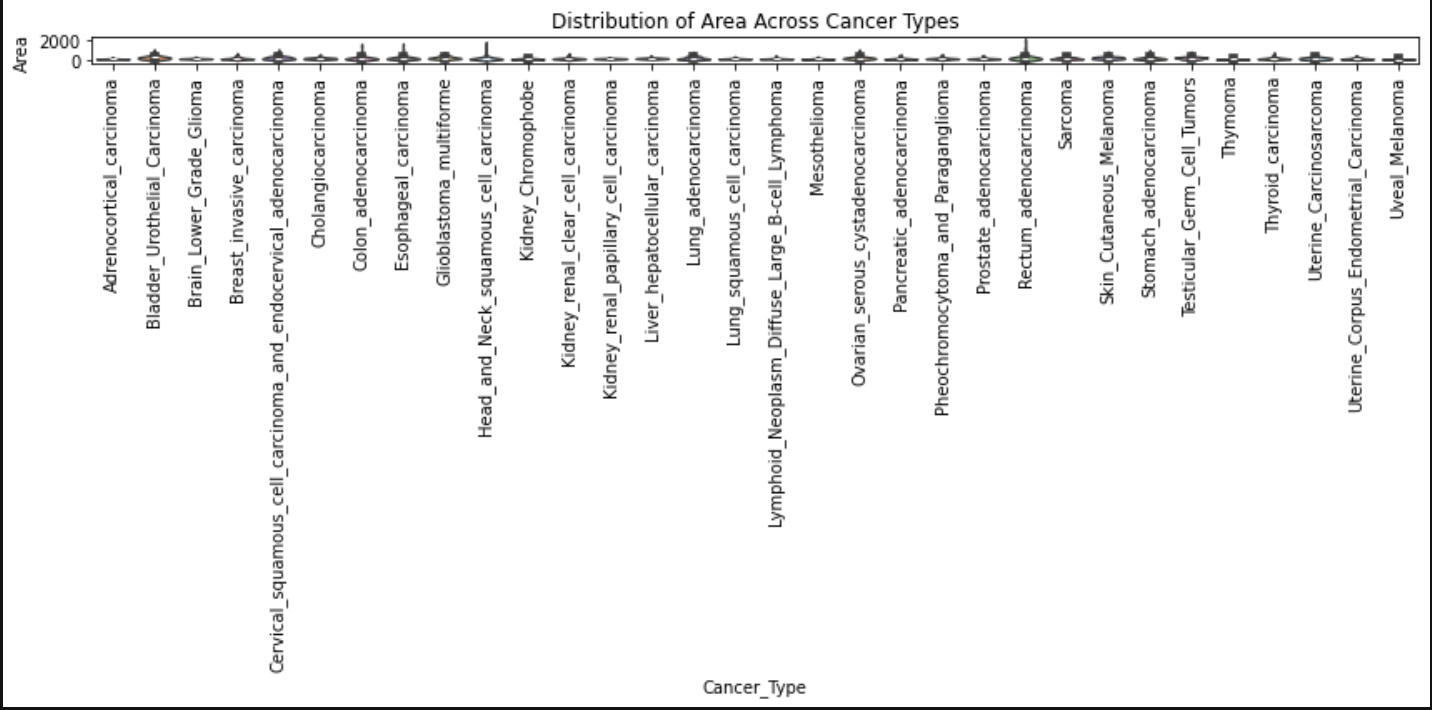 Distribution of Area Across Cancer Types
Area
2000
0
Adrenocortical_carcinoma
Bladder_Urothelial_Carcinoma
Brain_Lower_Grade_Glioma
Breast_invasive_carcinoma
Cervical_squamous_cell_carcinoma_and_endocervical_adenocarcinoma
Cholangiocarcinoma
Colon_adenocarcinoma
Esophageal_carcinoma
Glioblastoma_multiforme
Head_and_Neck_squamous_cell_carcinoma
Kidney_Chromophobe
Kidney_renal_clear_cell_carcinoma
Kidney_renal_papillary_cell_carcinoma
Liver_hepatocellular_carcinoma
Lung_adenocarcinoma
Lung_squamous_cell_carcinoma
Lymphoid_Neoplasm_Diffuse_Large_B-cell_Lymphoma
Mesothelioma
Ovarian_serous_cystadenocarcinoma
Pancreatic_adenocarcinoma
Pheochromocytoma_and_Paraganglioma
Prostate_adenocarcinoma
Rectum_adenocarcinoma
Sarcoma
Skin_Cutaneous_Melanoma
Stomach_adenocarcinoma
Testicular_Germ_Cell_Tumors
Thymoma
Thyroid_carcinoma
Uterine_Carcinosarcoma
Uterine_Corpus_Endometrial_Carcinoma
Uveal_Melanoma
Cancer_Type